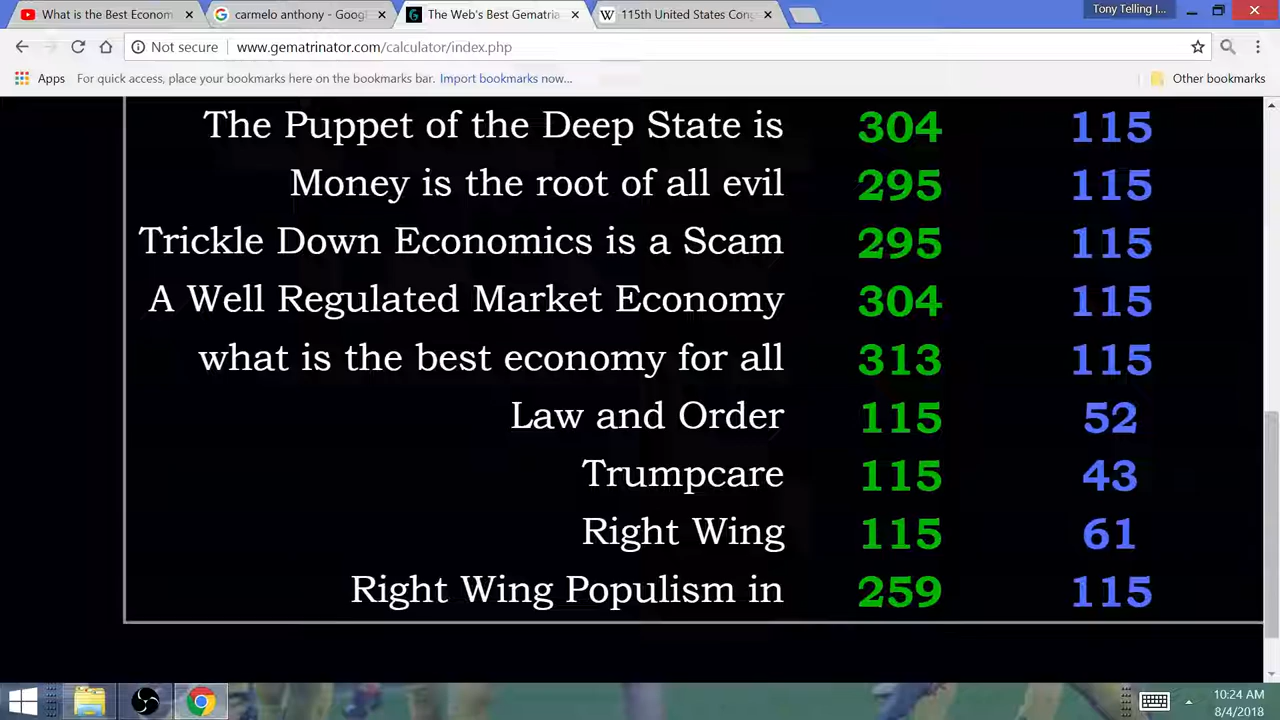 What is the Best Econom
carmelo anthony - Goog
The Web's Best Gematria
115th United States Cong
Tony Telling I...
Not secure
www.gematrinator.com/calculator/index.php
Apps
For quick access, place your bookmarks here on the bookmarks bar. Import bookmarks now...
Other bookmarks
The Puppet of the Deep State is 304 115
Money is the root of all evil 295 115
Trickle Down Economics is a Scam 295 115
A Well Regulated Market Economy 304 115
what is the best economy for all 313 115
Law and Order 115 52
Trumpcare 115 43
Right Wing 115 61
Right Wing Populism in 259 115
10:24 AM
8/4/2018